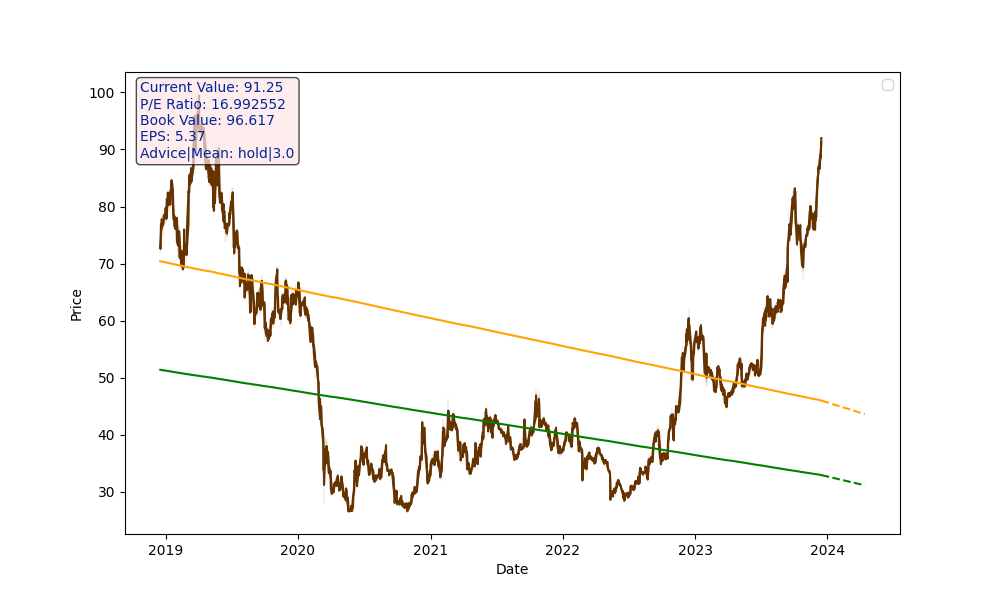 Current Value: 91.25
P/E Ratio: 16.992552
Book Value: 96.617
EPS: 5.37
Advice|Mean: hold|3.0
100
90
80
70
60
50
40
30
Price
2019 2020 2021 2022 2023 2024
Date